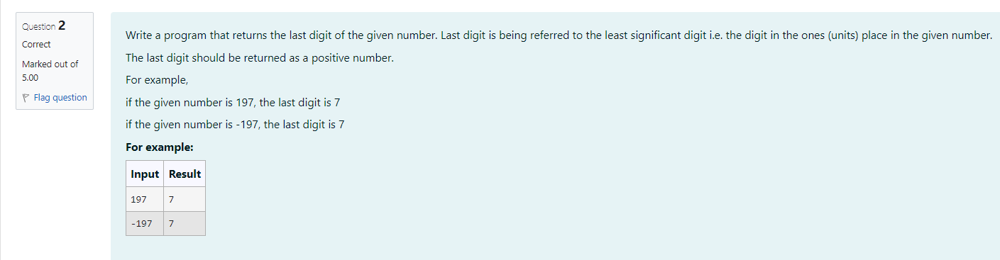 Question 2
Correct
Marked out of
5.00
Flag question
Write a program that returns the last digit of the given number. Last digit is being referred to the least significant digit i.e. the digit in the ones (units) place in the given number.
The last digit should be returned as a positive number.
For example,
if the given number is 197, the last digit is 7
if the given number is -197, the last digit is 7
For example:
Input Result
197 7
-197 7